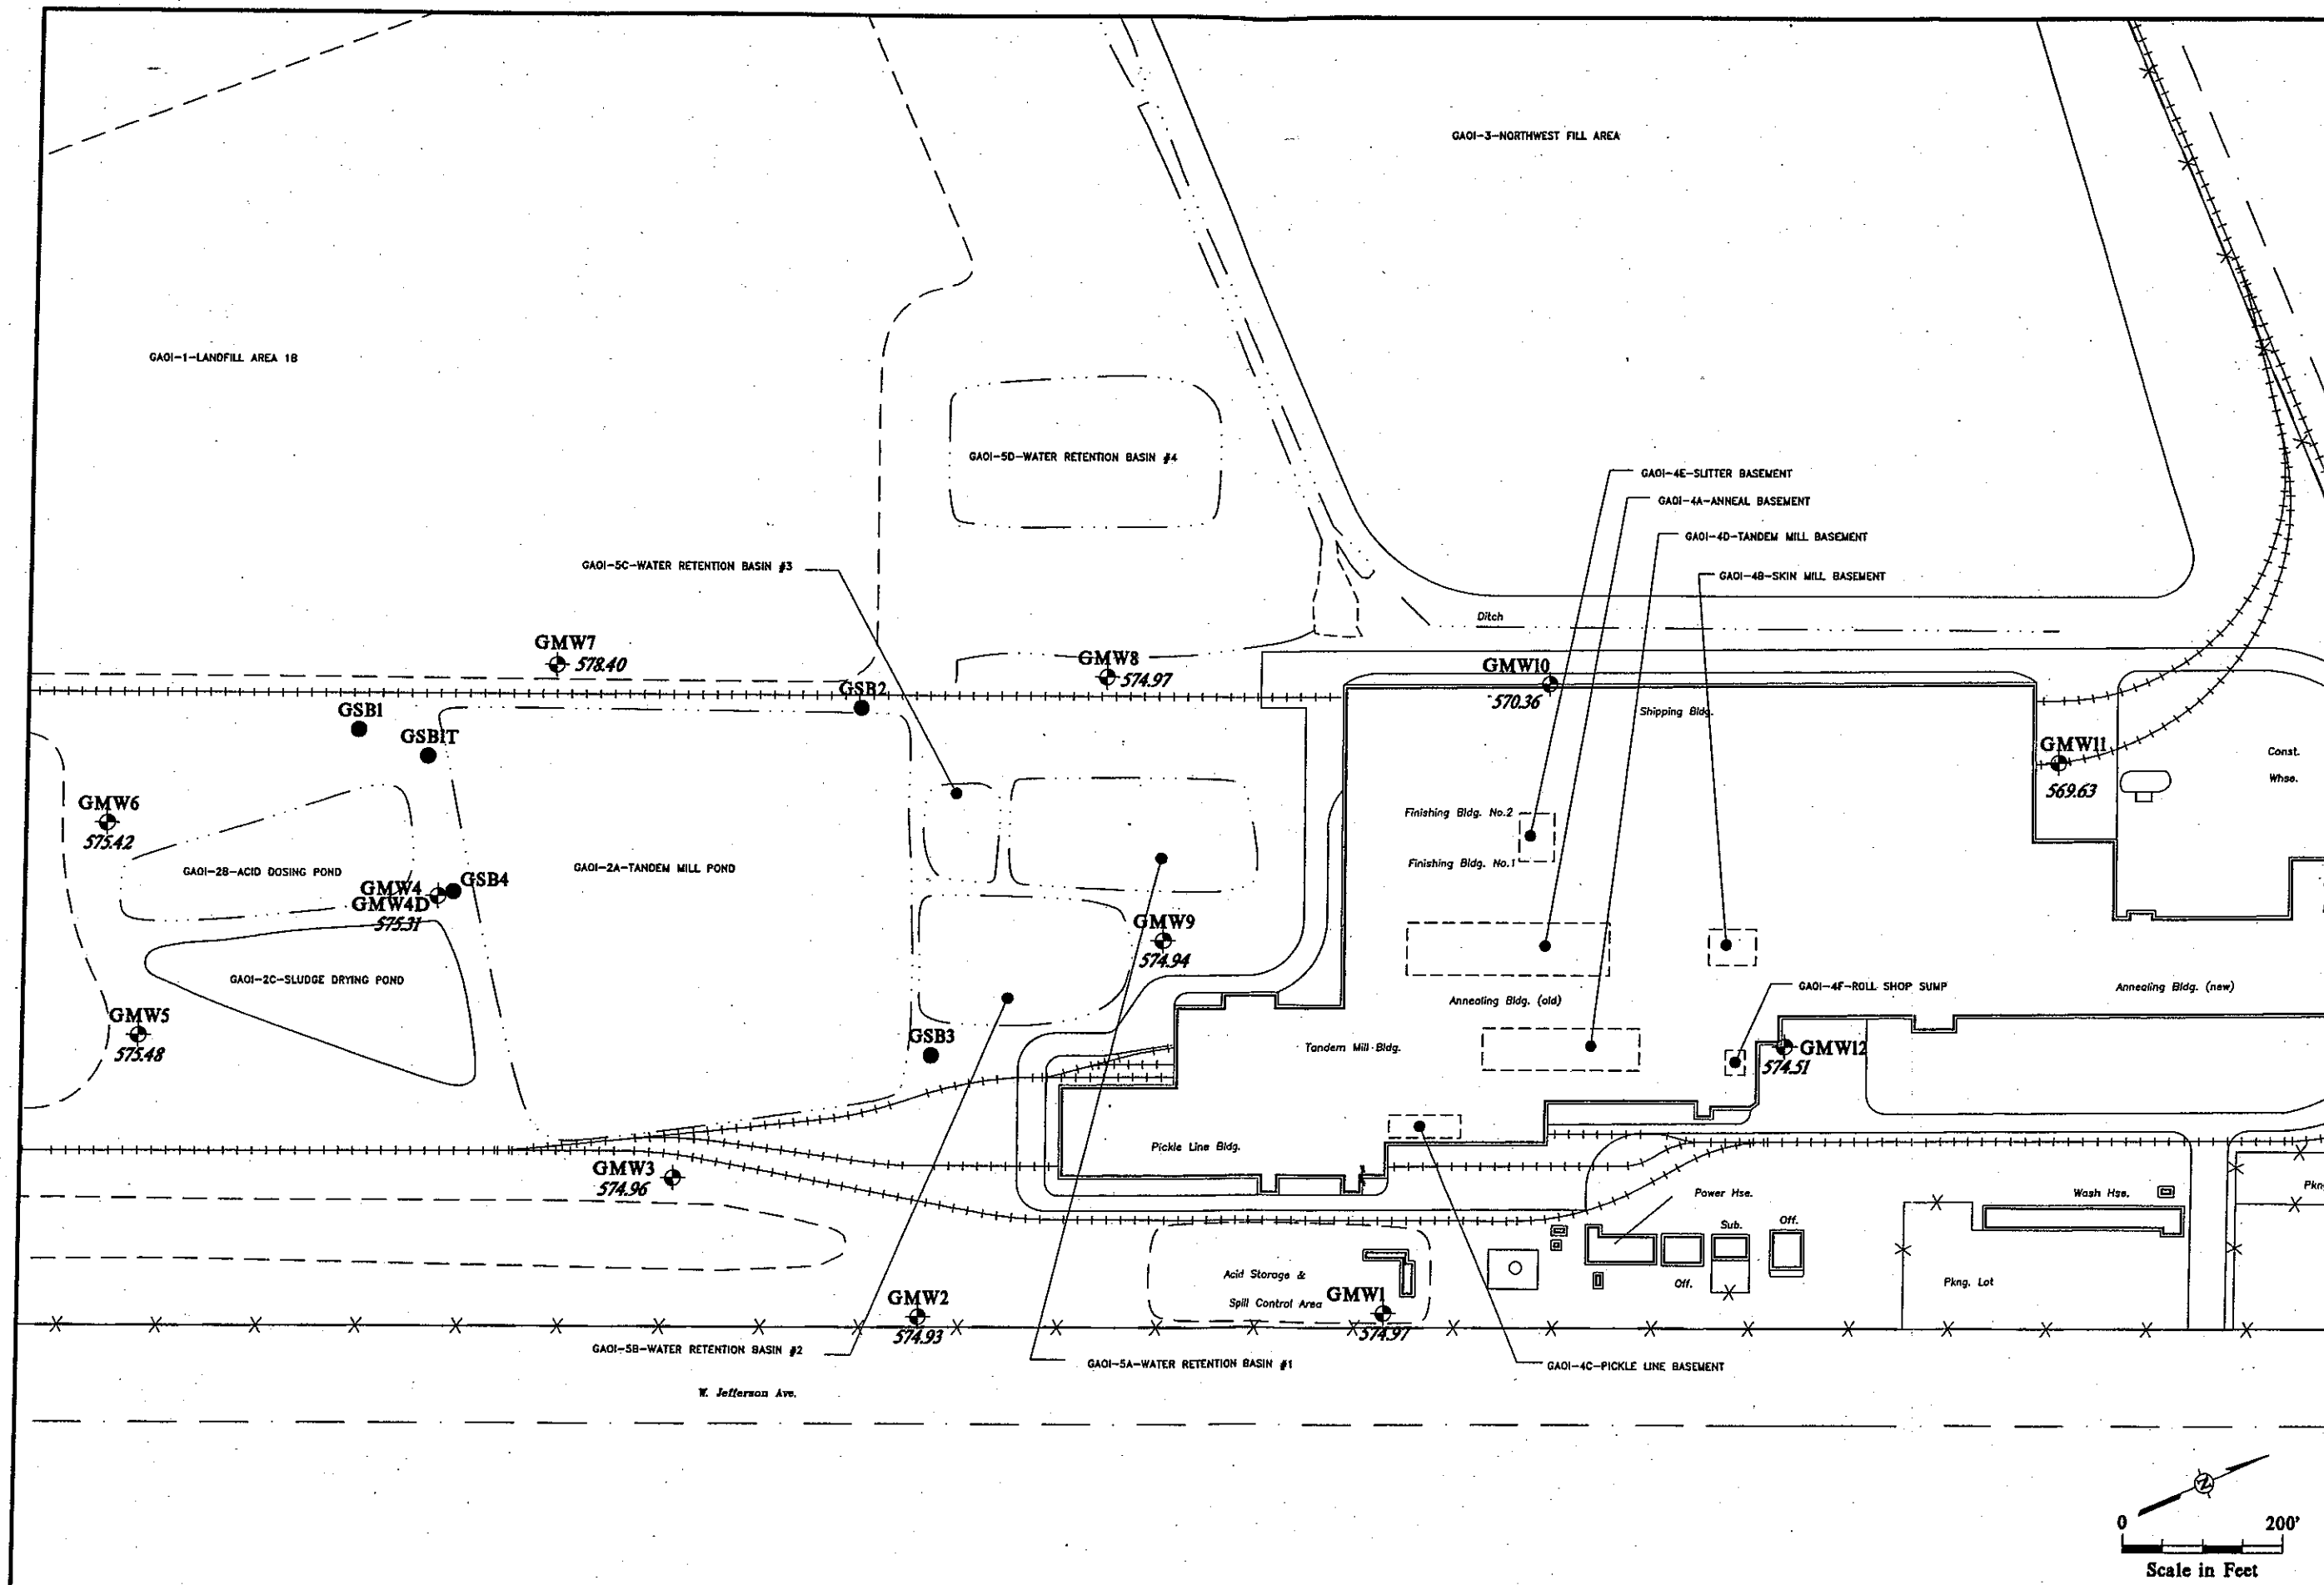 GAOI-3-NORTHWEST FILL AREA
GAOI-1-LANDFILL AREA 1B
GAOI-5D-WATER RETENTION BASIN #4
GAOI-4E-SLITTER BASEMENT
GAOI-4A-ANNEAL BASEMENT
GAOI-4D-TANDEM MILL BASEMENT
GAOI-5C-WATER RETENTION BASIN #3
GAOI-4B-SKIN MILL BASEMENT
Ditch
GMW7
578.40
GMW8
574.97
GMW10
570.36
GSB2
GSB1
Shipping Bldg.
GSB1T
GMW11
569.63
Const.
Whse.
GMW6
575.42
Finishing Bldg. No.2
Finishing Bldg. No.1
GAOI-2B-ACID DOSING POND
GAOI-2A-TANDEM MILL POND
GMW4
GMW4D
575.31
GSB4
GMW9
574.94
GAOI-2C-SLUDGE DRYING POND
GAOI-4F-ROLL SHOP SUMP
Annealing Bldg. (old)
Annealing Bldg. (new)
GMW5
575.48
GSB3
Tandem Mill Bldg.
GMW12
574.51
Pickle Line Bldg.
GMW3
574.96
Power Hse.
Wash Hse.
Pkn
Sub.
Off.
Off.
Acid Storage &
Spill Control Area
Pkng. Lot
GMW2
574.93
GMW1
574.97
GAOI-5B-WATER RETENTION BASIN #2
GAOI-5A-WATER RETENTION BASIN #1
GAOI-4C-PICKLE LINE BASEMENT
W. Jefferson Ave.
N
0 200'
Scale in Feet